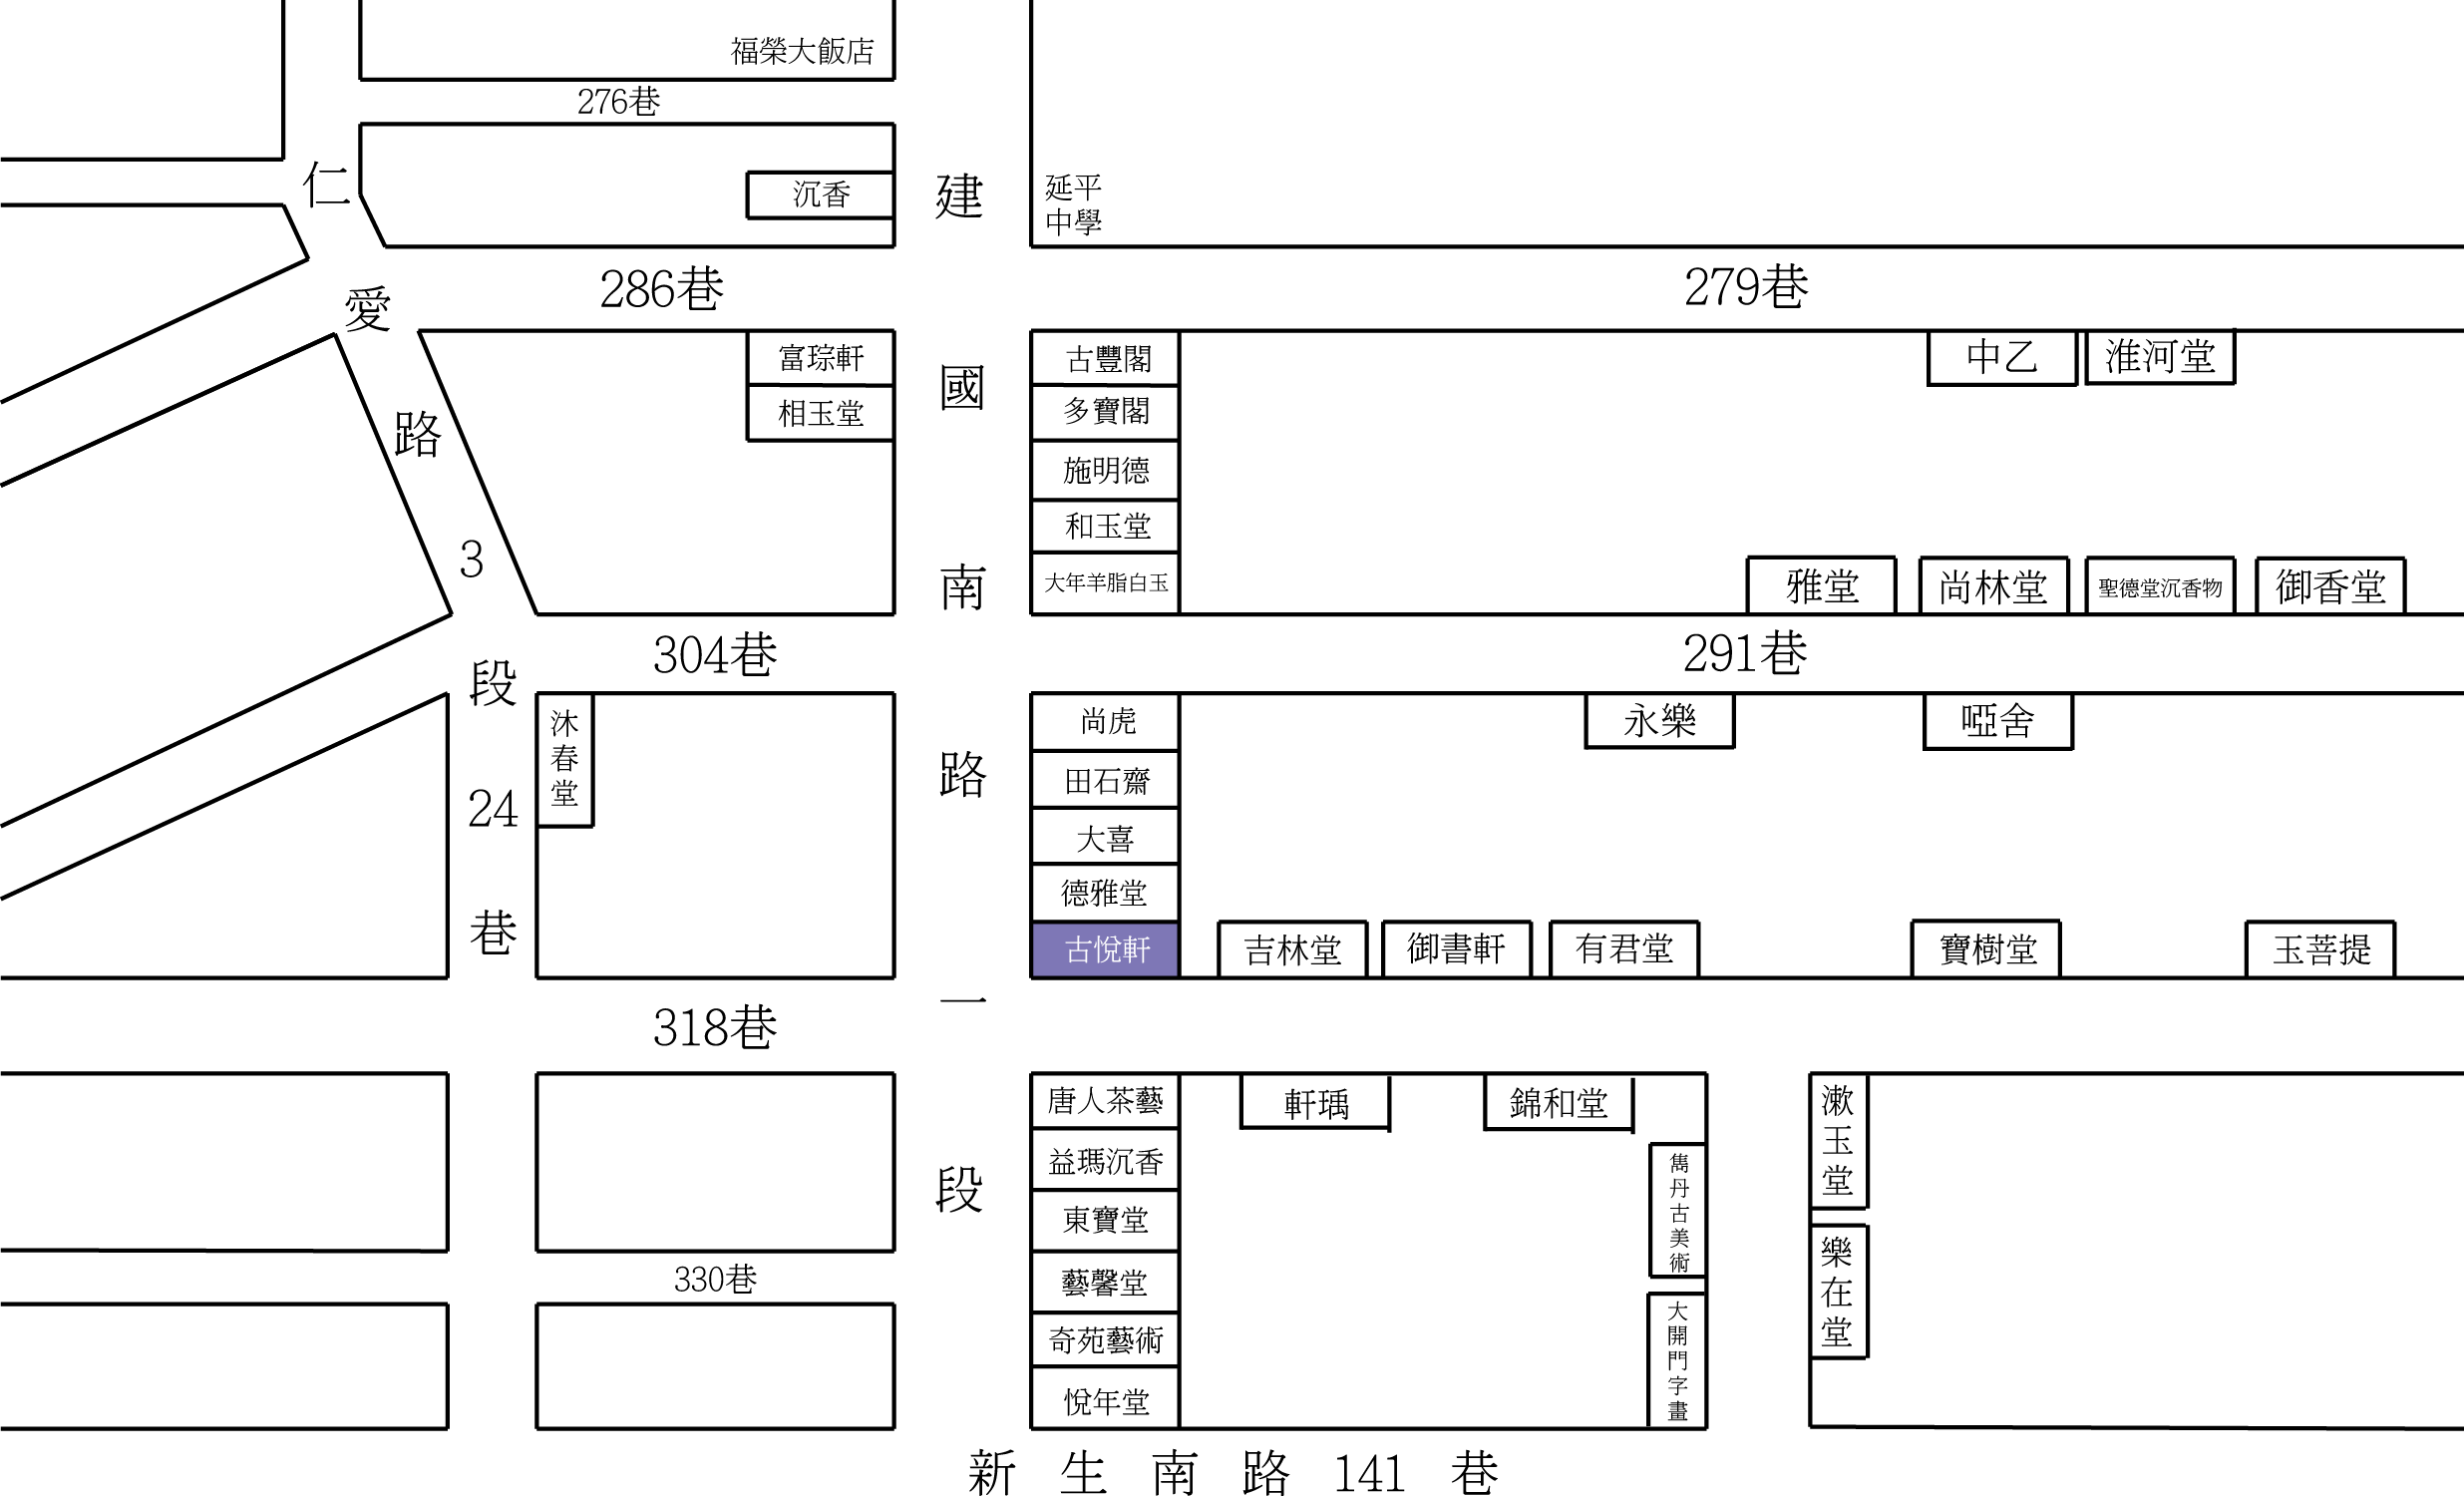 福榮大飯店
276巷
仁愛路3段24巷
沉香
建國南路一段
延平
中學
286巷
279巷
富琮軒
相玉堂
古豐閣
多寶閣
施明德
和玉堂
大年羊脂白玉
中乙
淮河堂
雅堂
尚林堂
聖德堂沉香物
御香堂
304巷
291巷
沐春堂
尚虎
田石齋
大喜
德雅堂
古悅軒
永樂
啞舍
吉林堂
御書軒
有君堂
寶樹堂
玉菩提
318巷
唐人茶藝
益瑪沉香
東寶堂
藝馨堂
奇苑藝術
悅年堂
軒瑀
錦和堂
雋丹古美術
大開門字畫
漱玉堂
樂在堂
330巷
新生南路141巷